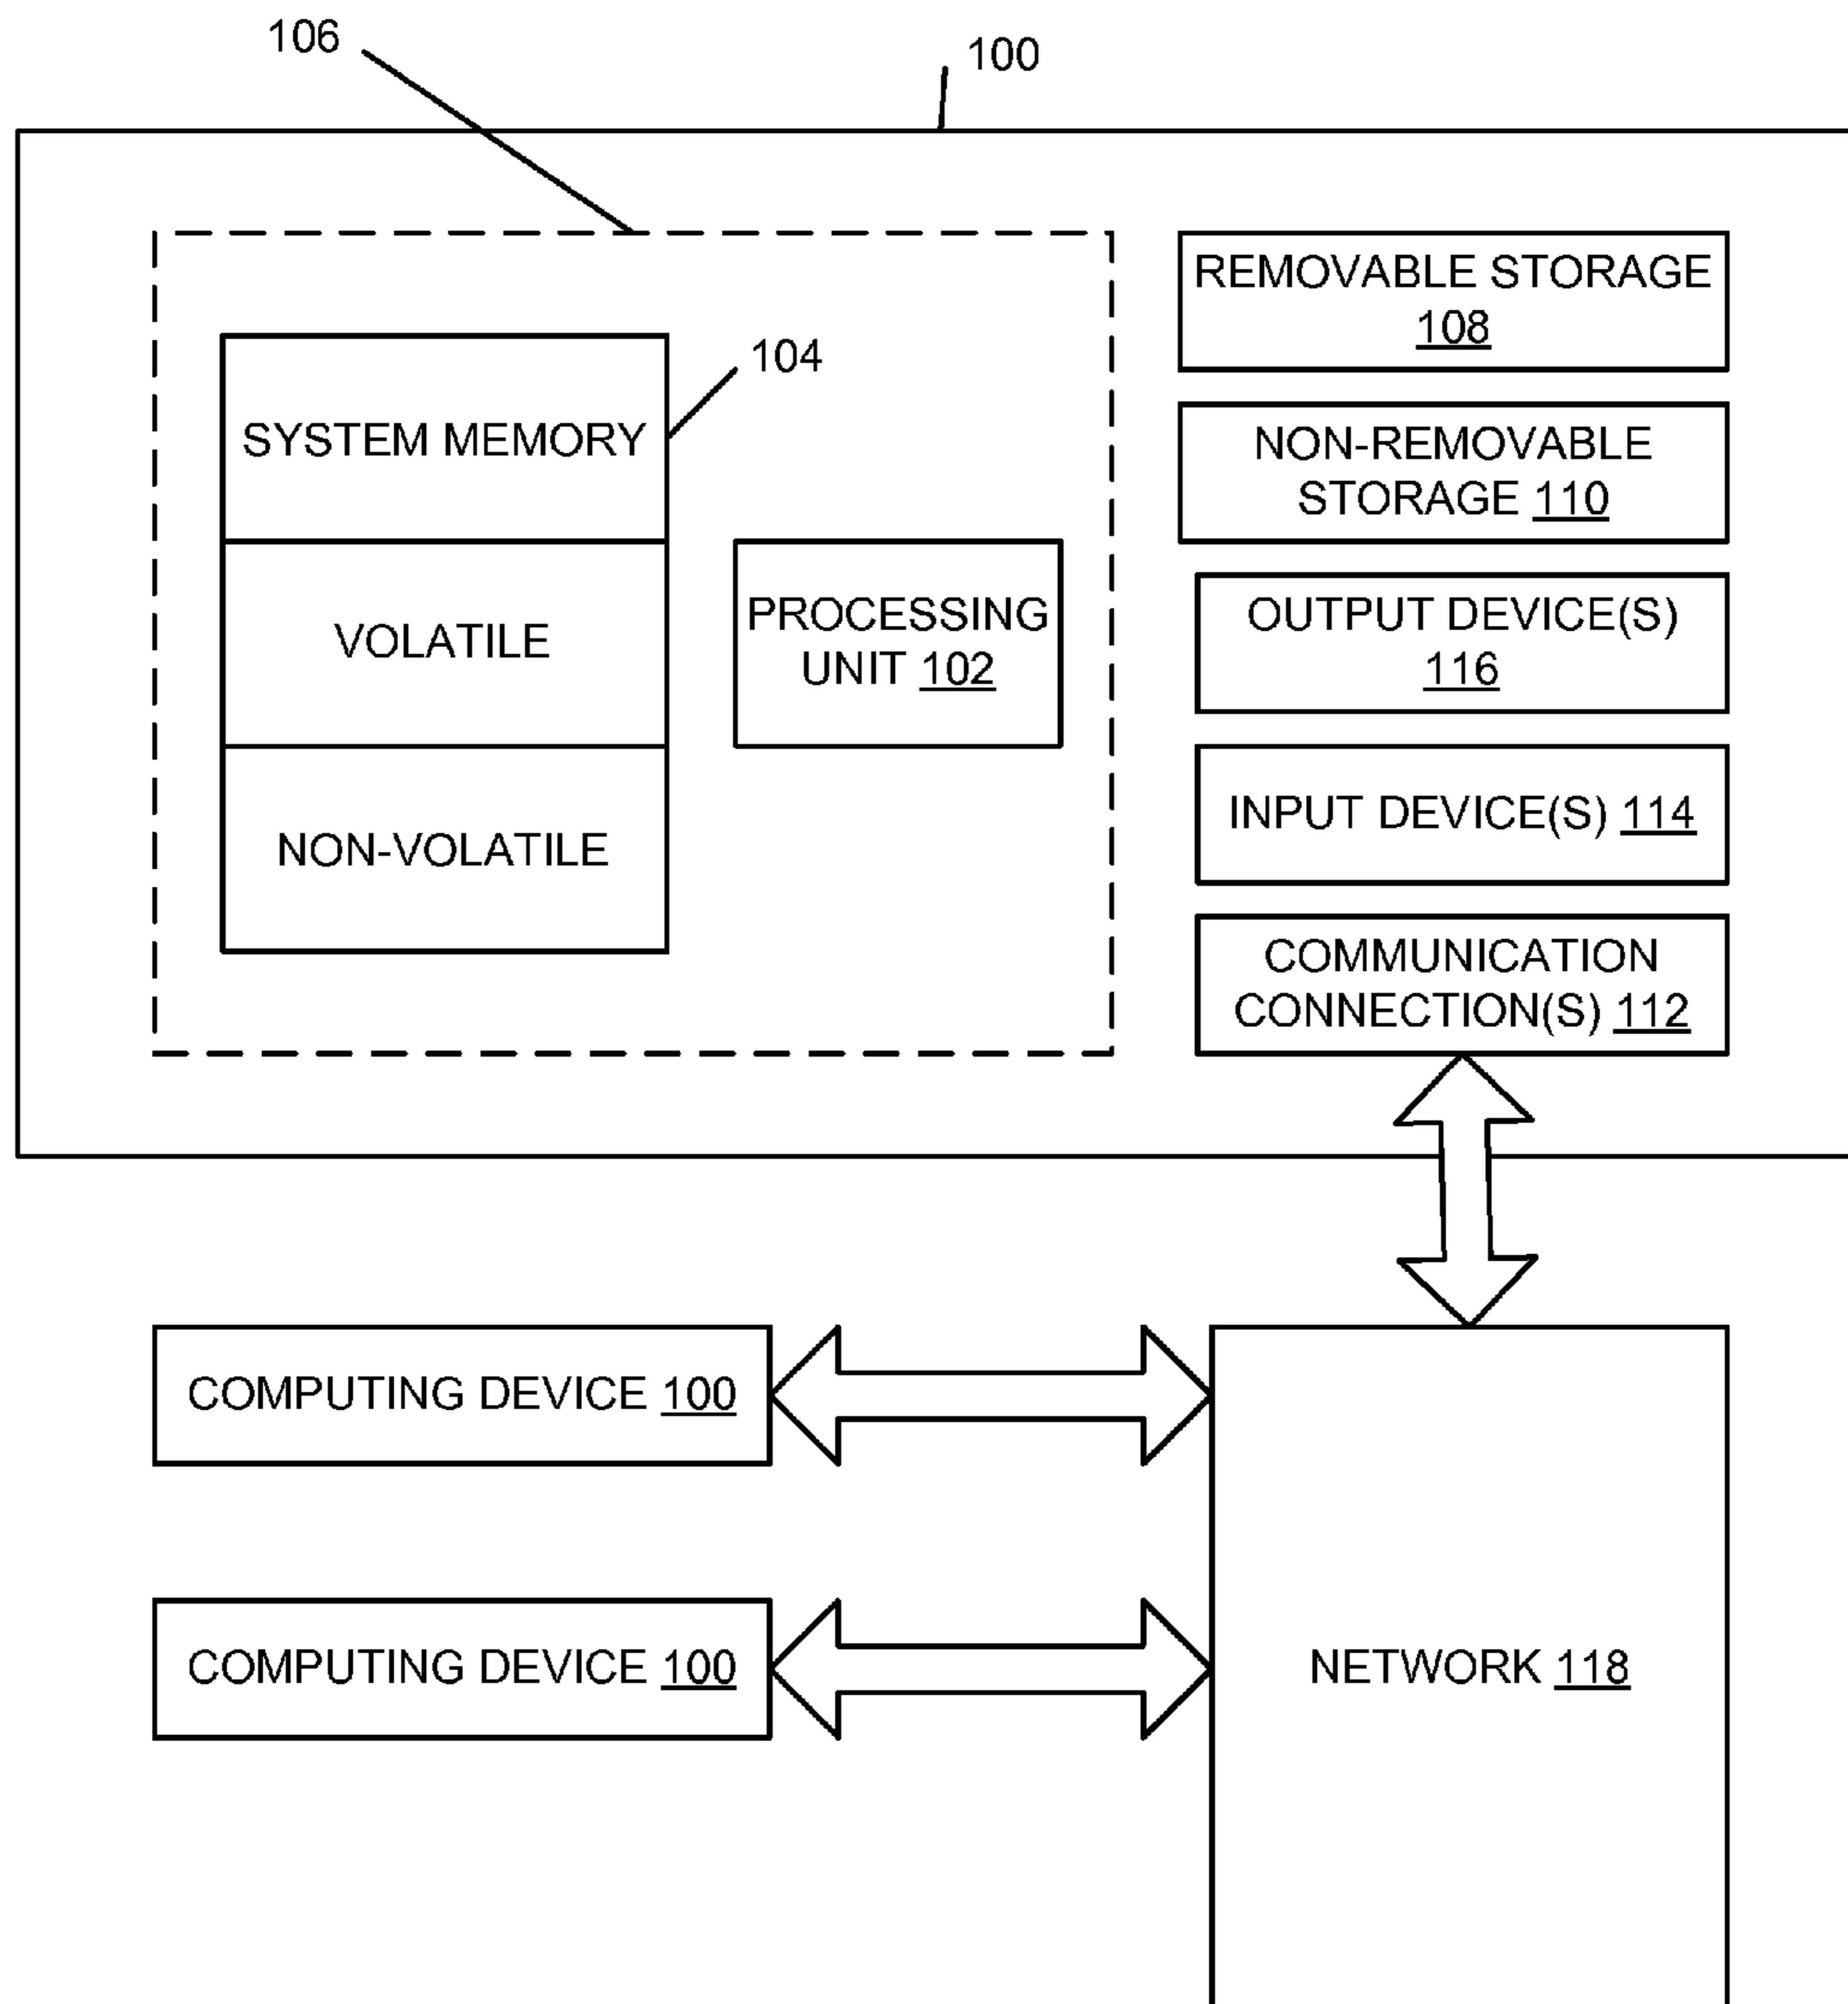 106
100
REMOVABLE STORAGE
108
104
SYSTEM MEMORY
NON-REMOVABLE
STORAGE 110
VOLATILE
PROCESSING
UNIT 102
OUTPUT DEVICE(S)
116
NON-VOLATILE
INPUT DEVICE(S) 114
COMMUNICATION
CONNECTION(S) 112
COMPUTING DEVICE 100
COMPUTING DEVICE 100
NETWORK 118